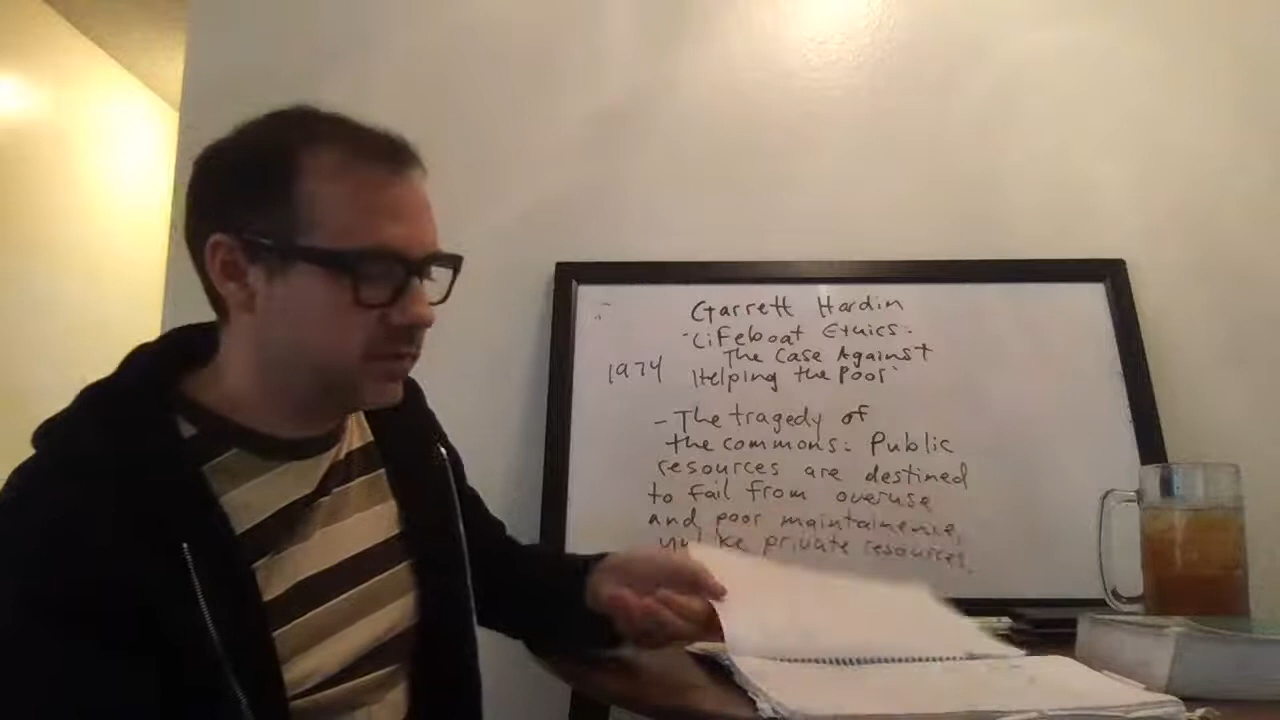 Garrett Hardin
"Lifeboat Ethics:
The Case Against
1974 Helping the Poor"
- The tragedy of
the commons: Public
resources are destined
to fail from overuse
and poor maintainence,
unlike private resources.